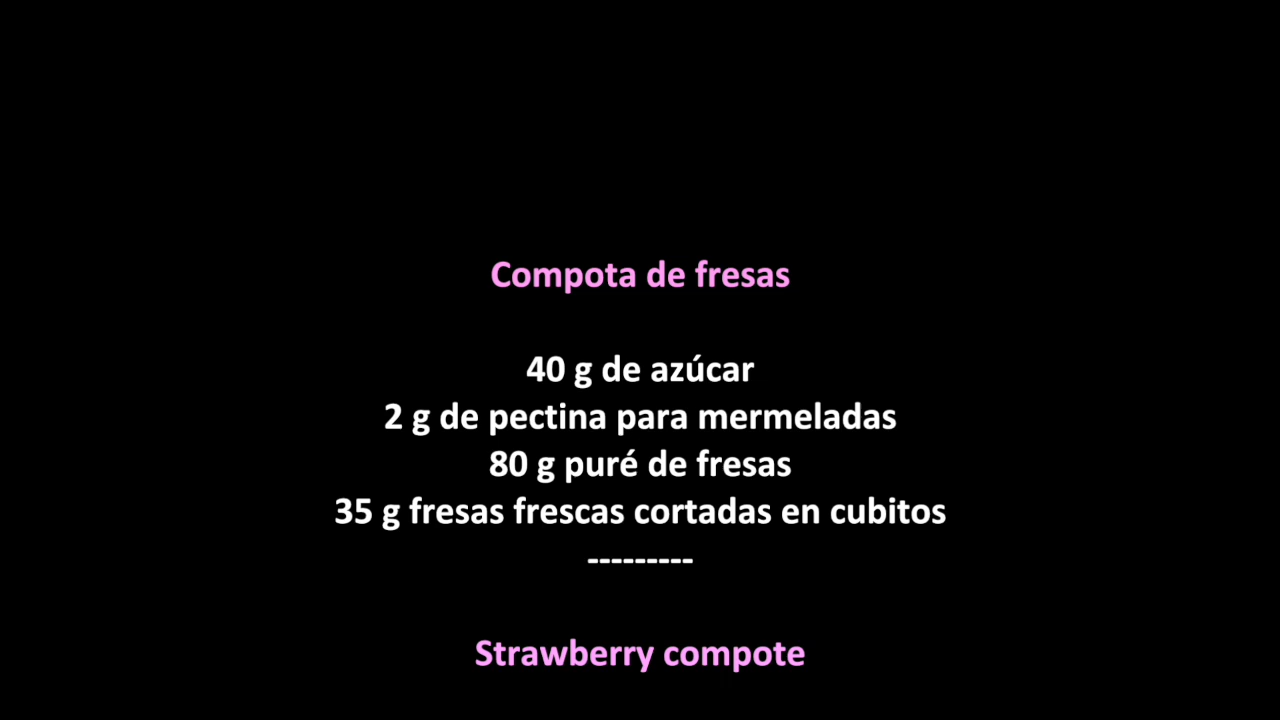 Compota de fresas
40 g de azúcar
2 g de pectina para mermeladas
80 g puré de fresas
35 g fresas frescas cortadas en cubitos
---------
Strawberry compote